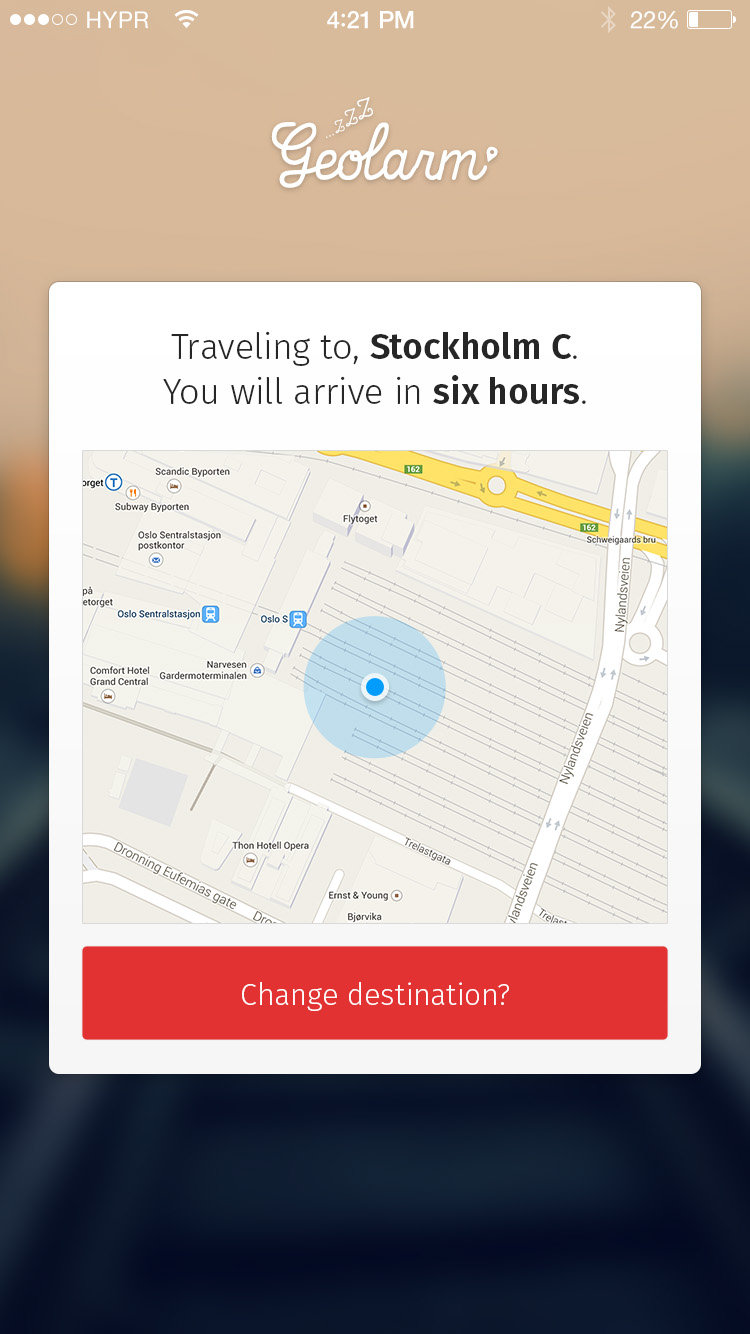 HYPR 4:21 PM 22%
...zzZ
Geolarm
Traveling to, Stockholm C.
You will arrive in six hours.
162
Scandic Byporten
orget T
Subway Byporten
Flytoget
162
Schweigaards bru
Oslo Sentralstasjon
postkontor
på
etorget
Nylandsveien
Oslo Sentralstasjon
Oslo S
Narvesen
Gardermoterminalen
Comfort Hotel
Grand Central
Nylandsveien
Thon Hotell Opera
Trelastgata
Dronning Eufemias gate
Dro
Ernst & Young
Bjørvika
vlandsveien
Trelast
Change destination?